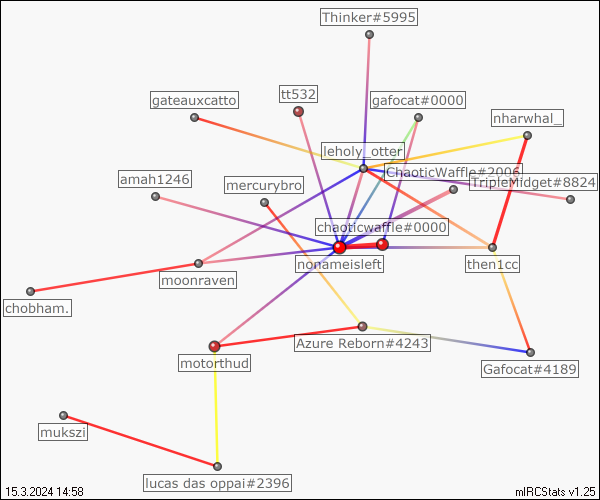 Thinker#5995
tt532
gateauxcatto
gafocat#0000
nharwhal_
leholy_otter
ChaoticWaffle#2006
amah1246
mercurybro
TripleMidget#8824
chaoticwaffle#0000
nonameisleft
then1cc
moonraven
chobham.
Azure Reborn#4243
motorthud
Gafocat#4189
mukszi
lucas das oppai#2396
15.3.2024 14:58
mIRCStats v1.25